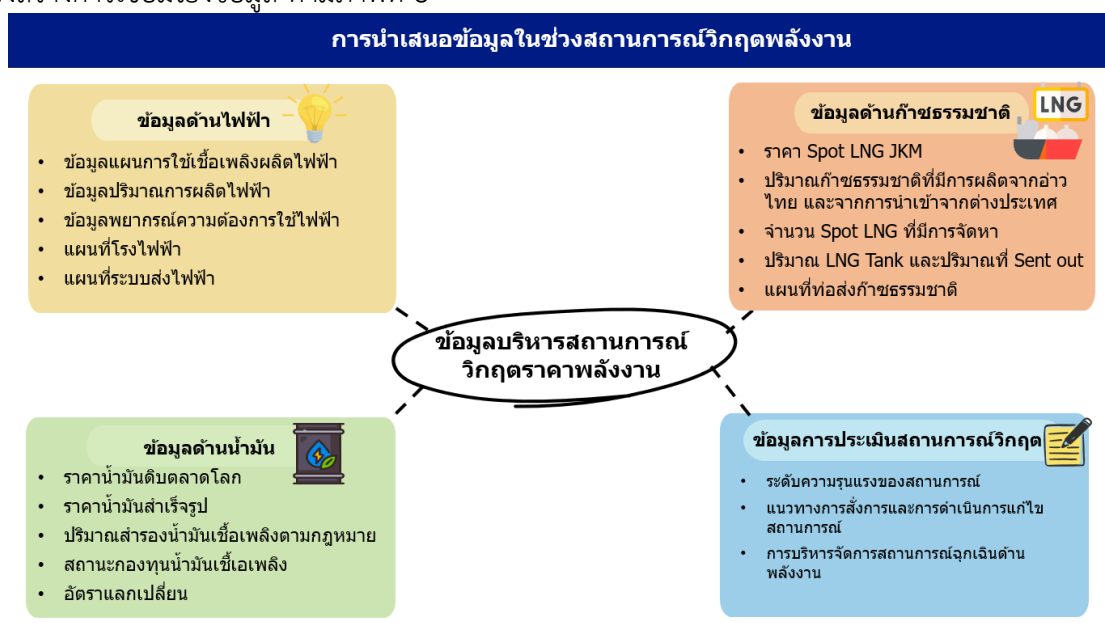 การนำเสนอข้อมูลในช่วงสถานการณ์วิกฤตพลังงาน
ข้อมูลด้านไฟฟ้า
• ข้อมูลแผนการใช้เชื้อเพลิงผลิตไฟฟ้า
• ข้อมูลปริมาณการผลิตไฟฟ้า
• ข้อมูลพยากรณ์ความต้องการใช้ไฟฟ้า
• แผนที่โรงไฟฟ้า
• แผนที่ระบบส่งไฟฟ้า
ข้อมูลด้านก๊าซธรรมชาติ
LNG
• ราคา Spot LNG JKM
• ปริมาณก๊าซธรรมชาติที่มีการผลิตจากอ่าว
ไทย และจากการนำเข้าจากต่างประเทศ
• จำนวน Spot LNG ที่มีการจัดหา
• ปริมาณ LNG Tank และปริมาณที่ Sent out
• แผนที่ท่อส่งก๊าซธรรมชาติ
ข้อมูลบริหารสถานการณ์
วิกฤตราคาพลังงาน
ข้อมูลด้านน้ำมัน
• ราคาน้ำมันดิบตลาดโลก
• ราคาน้ำมันสำเร็จรูป
• ปริมาณสำรองน้ำมันเชื้อเพลิงตามกฎหมาย
• สถานะกองทุนน้ำมันเชื้เอเพลิง
• อัตราแลกเปลี่ยน
ข้อมูลการประเมินสถานการณ์วิกฤต
• ระดับความรุนแรงของสถานการณ์
• แนวทางการสั่งการและการดำเนินการแก้ไข
สถานการณ์
• การบริหารจัดการสถานการณ์ฉุกเฉินด้าน
พลังงาน